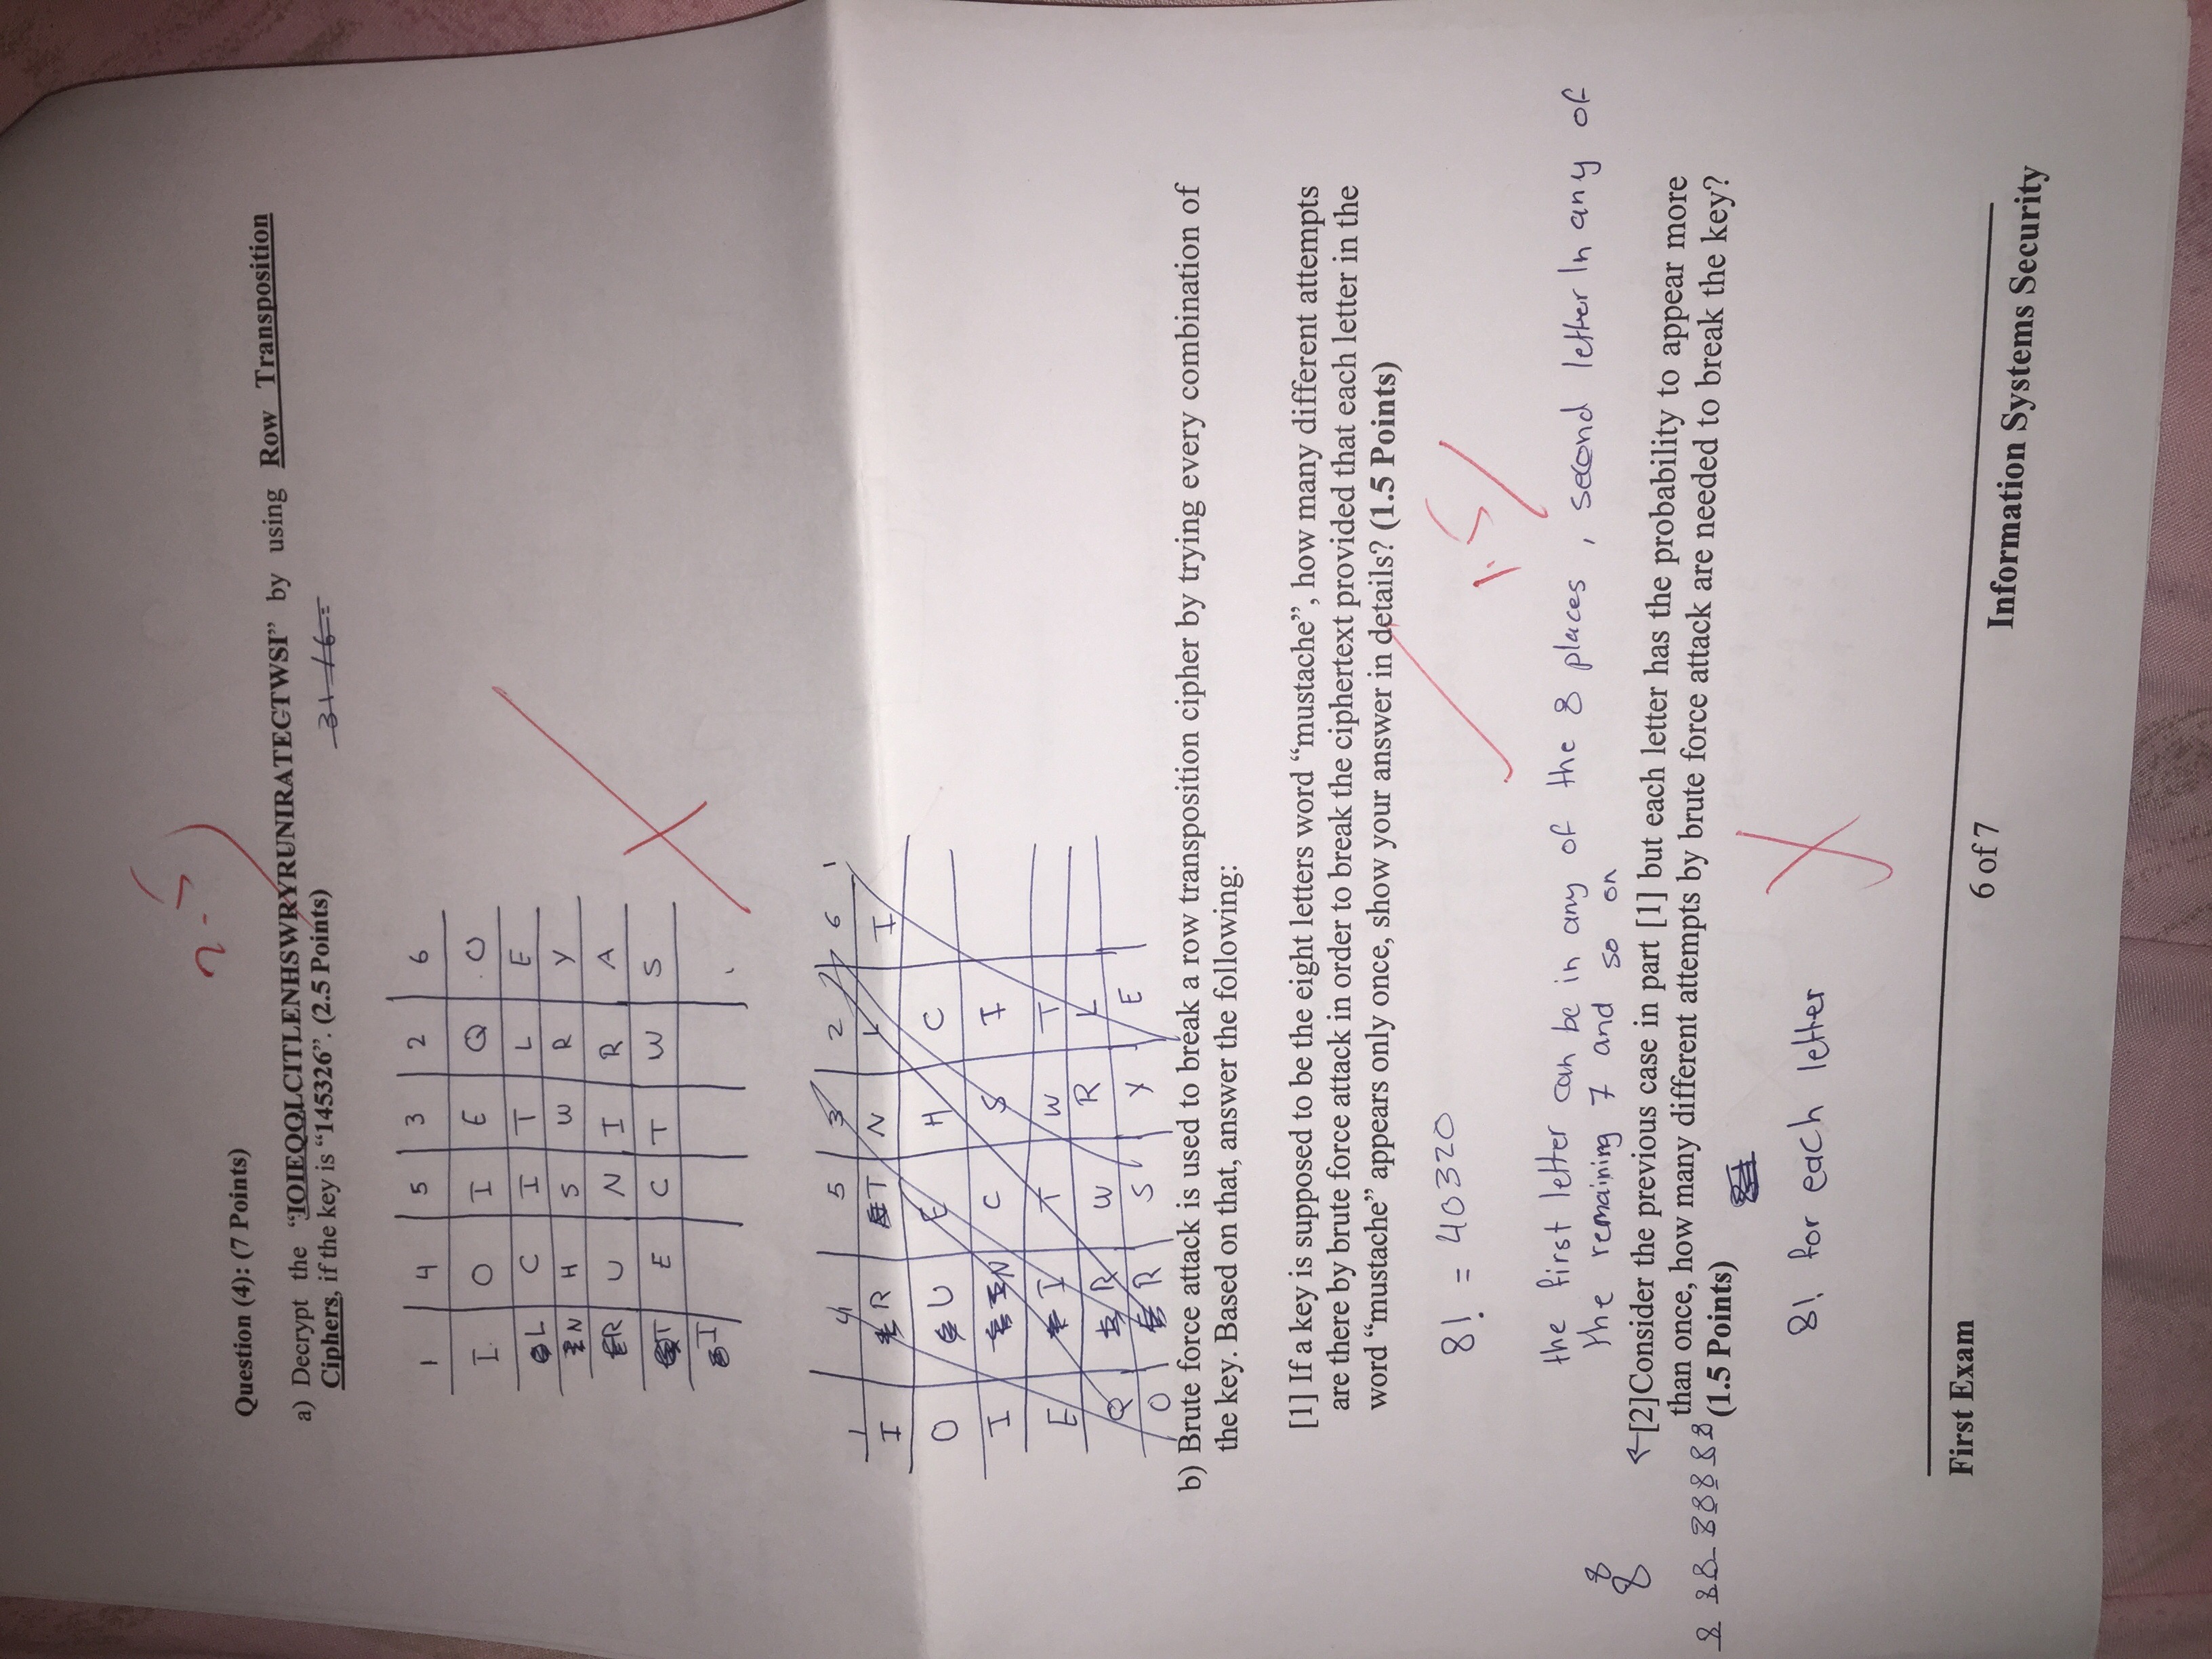 2.5
Question (4): (7 Points)
a) Decrypt the “IOIEQOLCITLENHSWRYRUNIRATECTWSI” by using Row Transposition
Ciphers, if the key is “145326”. (2.5 Points)
31/6=
1 4 5 3 2 6
I O I E Q O
L C I T L E
N H S W R Y
R U N I R A
T E C T W S
I
1 4 5 3 2 6 1
I R T N L I
O U E H C
I N C S I
E I T W T
Q R W R L
O R S Y E
b) Brute force attack is used to break a row transposition cipher by trying every combination of
the key. Based on that, answer the following:
[1] If a key is supposed to be the eight letters word “mustache”, how many different attempts
are there by brute force attack in order to break the ciphertext provided that each letter in the
word “mustache” appears only once, show your answer in details? (1.5 Points)
8! = 40320
1.5
the first letter can be in any of the 8 places , second letter In any of
the remaining 7 and so on
8
8
[2]Consider the previous case in part [1] but each letter has the probability to appear more
than once, how many different attempts by brute force attack are needed to break the key?
8 8 8 8 8 8 8 8
(1.5 Points)
8! for each letter
First Exam
6 of 7
Information Systems Security